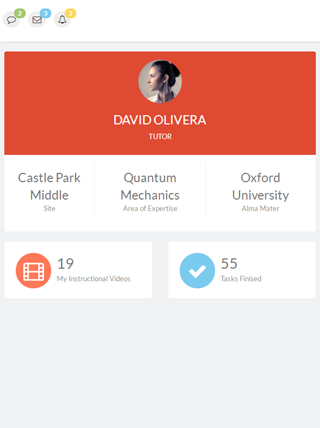 2
3
3
DAVID OLIVERA
TUTOR
Castle Park
Middle
Site
Quantum
Mechanics
Area of Expertise
Oxford
University
Alma Mater
19
My Instructional Videos
55
Tasks Finised